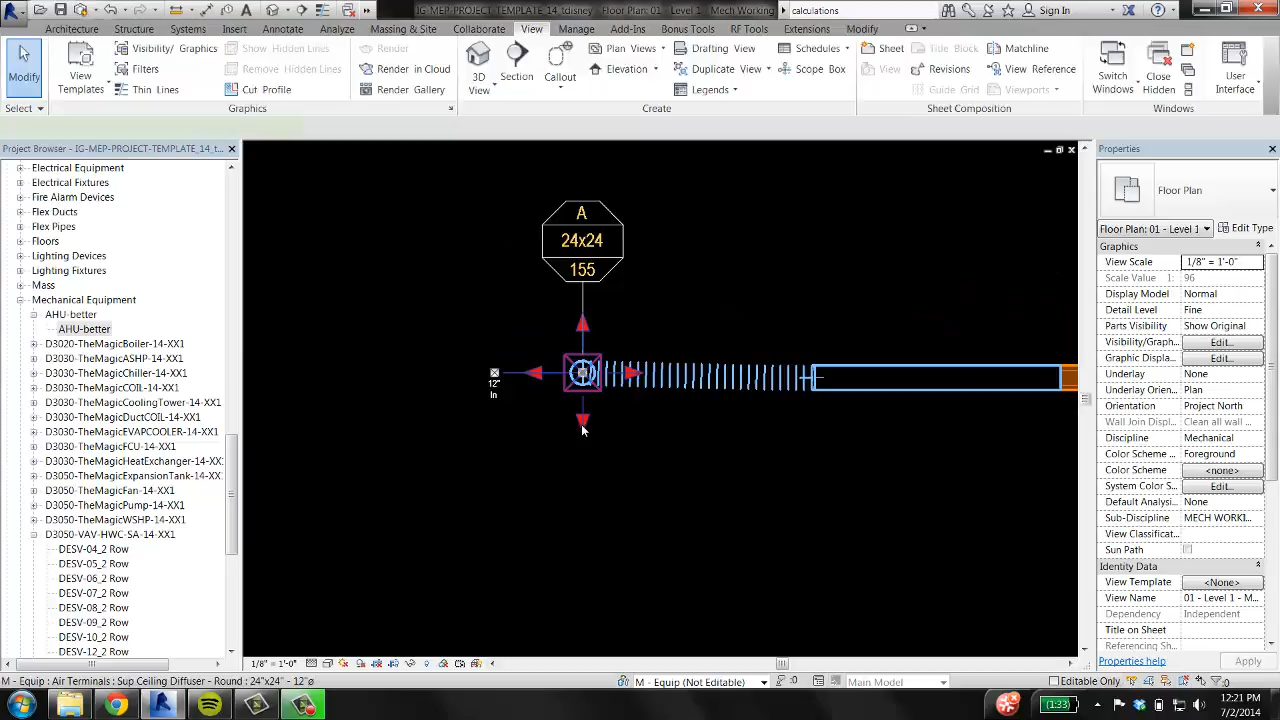 IG-MEP-PROJECT-TEMPLATE_14_tdisney - Floor Plan: 01 - Level 1 - Mech Working
calculations
Sign In
Architecture Structure Systems Insert Annotate Analyze Massing & Site Collaborate View Manage Add-Ins Bonus Tools RF Tools Extensions Modify
Modify
Select
View Templates
Visibility/ Graphics
Filters
Thin Lines
Show Hidden Lines
Remove Hidden Lines
Cut Profile
Graphics
Render
Render in Cloud
Render Gallery
3D View
Section
Callout
Plan Views
Elevation
Drafting View
Duplicate View
Legends
Schedules
Scope Box
Create
Sheet
View
Title Block
Revisions
Guide Grid
Matchline
View Reference
Viewports
Sheet Composition
Switch Windows
Close Hidden
User Interface
Windows
Project Browser - IG-MEP-PROJECT-TEMPLATE_14_t...
Electrical Equipment
Electrical Fixtures
Fire Alarm Devices
Flex Ducts
Flex Pipes
Floors
Lighting Devices
Lighting Fixtures
Mass
Mechanical Equipment
AHU-better
AHU-better
D3020-TheMagicBoiler-14-XX1
D3030-TheMagicASHP-14-XX1
D3030-TheMagicChiller-14-XX1
D3030-TheMagicCOIL-14-XX1
D3030-TheMagicCoolingTower-14-XX1
D3030-TheMagicDuctCOIL-14-XX1
D3030-TheMagicEVAPCOOLER-14-XX1
D3030-TheMagicFCU-14-XX1
D3030-TheMagicHeatExchanger-14-XX
D3050-TheMagicExpansionTank-14-XX
D3050-TheMagicFan-14-XX1
D3050-TheMagicPump-14-XX1
D3050-TheMagicWSHP-14-XX1
D3050-VAV-HWC-SA-14-XX1
DESV-04_2 Row
DESV-05_2 Row
DESV-06_2 Row
DESV-07_2 Row
DESV-08_2 Row
DESV-09_2 Row
DESV-10_2 Row
DESV-12_2 Row
A
24x24
155
12"
In
Properties
Floor Plan
Floor Plan: 01 - Level 1
Edit Type
Graphics
View Scale 1/8" = 1'-0"
Scale Value 1: 96
Display Model Normal
Detail Level Fine
Parts Visibility Show Original
Visibility/Graph... Edit...
Graphic Displa... Edit...
Underlay None
Underlay Orien... Plan
Orientation Project North
Wall Join Displ... Clean all wall
Discipline Mechanical
Color Scheme ... Foreground
Color Scheme <none>
System Color S... Edit...
Default Analysi... None
Sub-Discipline MECH WORKI...
View Classificat...
Sun Path
Identity Data
View Template <None>
View Name 01 - Level 1 - M...
Dependency Independent
Title on Sheet
Referencing Sh...
Properties help
Apply
1/8" = 1'-0"
M - Equip : Air Terminals : Sup Ceiling Diffuser - Round : 24"x24" - 12"ø
M - Equip (Not Editable)
:0
Main Model
Editable Only
:0
(1:33)
12:21 PM
7/2/2014